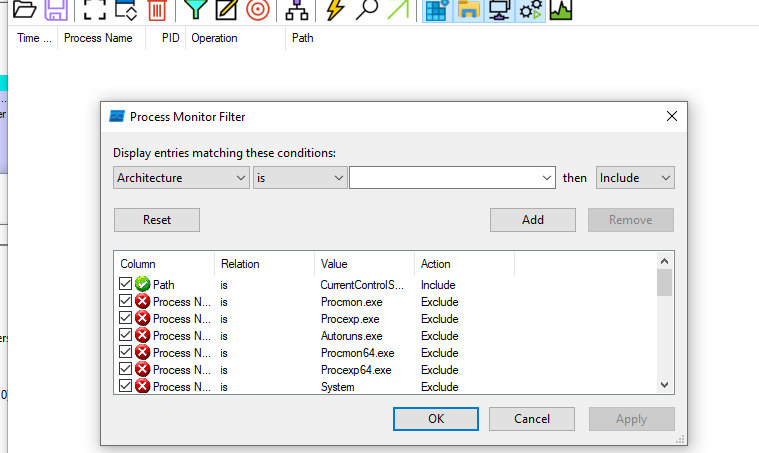 Time ... Process Name PID Operation Path
Process Monitor Filter
Display entries matching these conditions:
Architecture is then Include
Reset Add Remove
Column Relation Value Action
Path is CurrentControlS... Include
Process N... is Procmon.exe Exclude
Process N... is Procexp.exe Exclude
Process N... is Autoruns.exe Exclude
Process N... is Procmon64.exe Exclude
Process N... is Procexp64.exe Exclude
Process N... is System Exclude
OK Cancel Apply